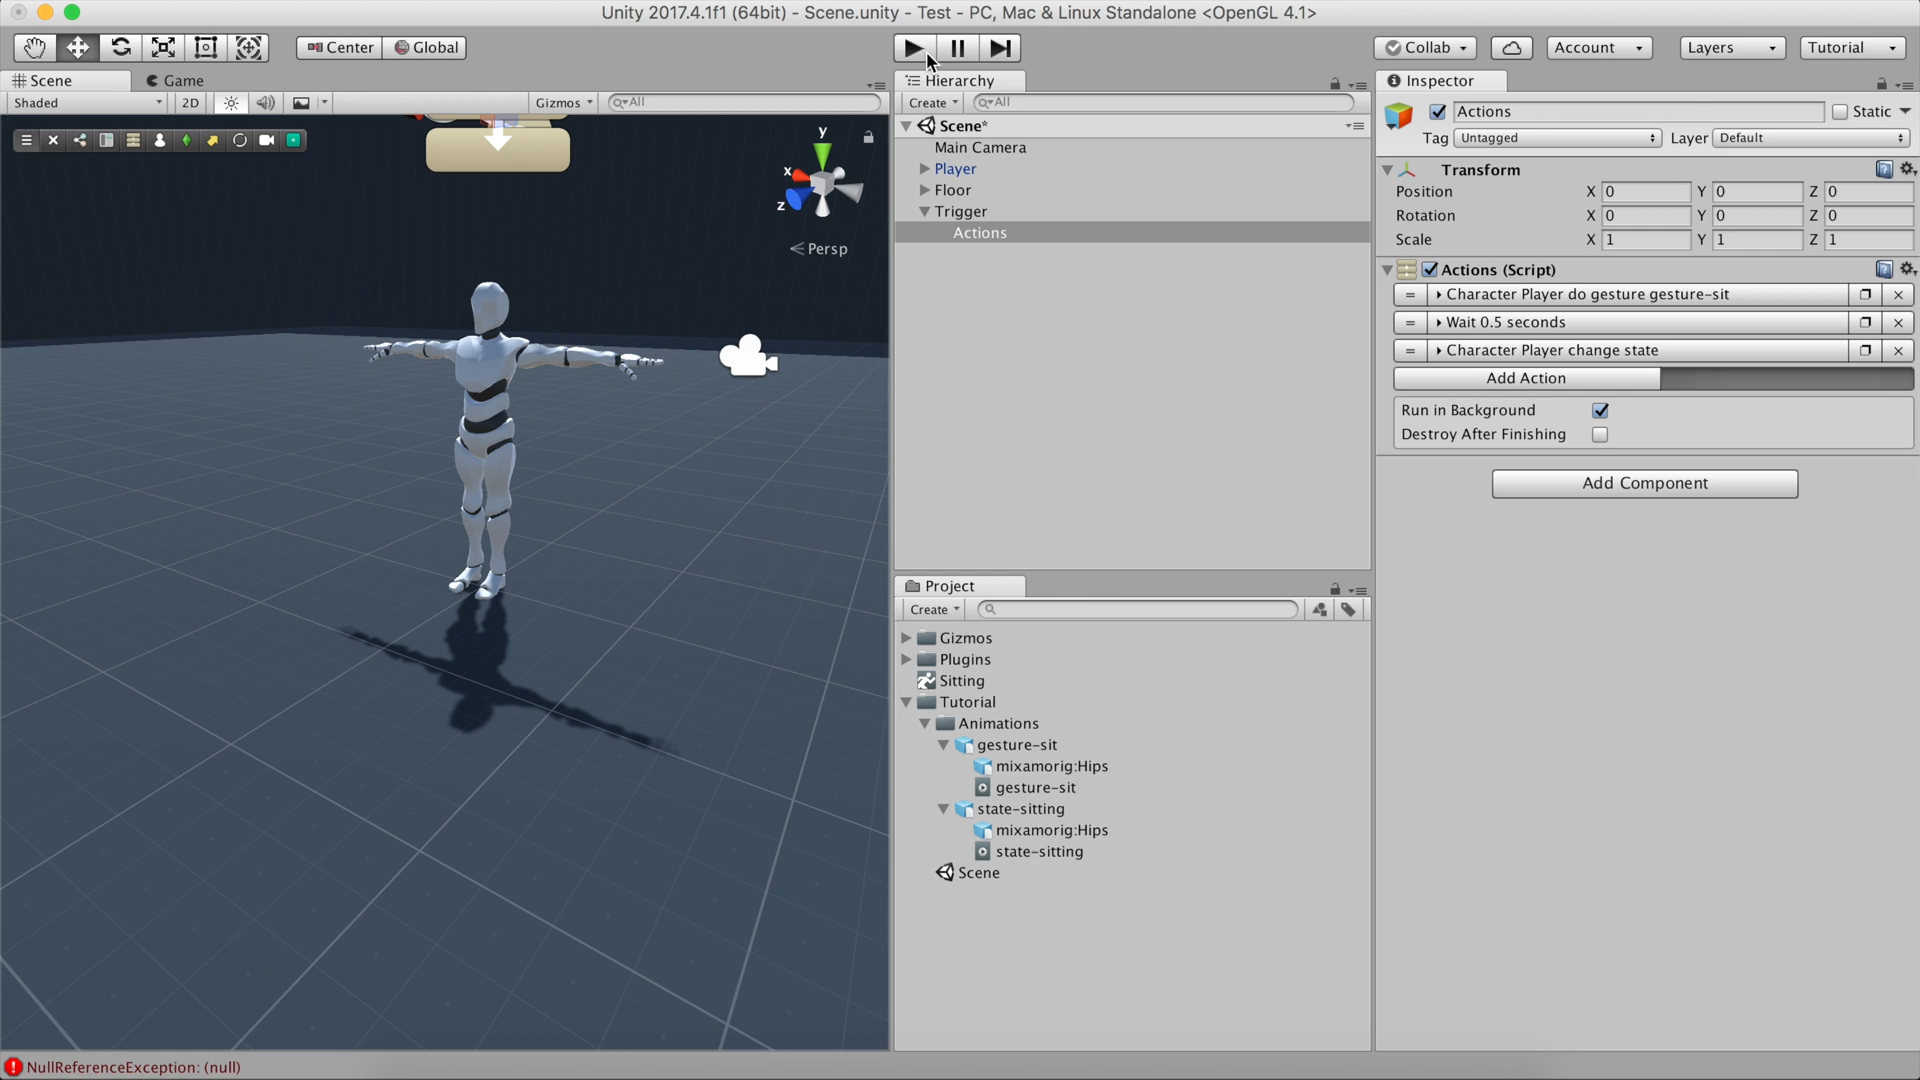 Unity 2017.4.1f1 (64bit) - Scene.unity - Test - PC, Mac & Linux Standalone <OpenGL 4.1>
Center Global Collab Account Layers Tutorial
Scene Game
Shaded 2D Gizmos All
y
x
z
Persp
Hierarchy
Create All
Scene*
Main Camera
Player
Floor
Trigger
Actions
Project
Create
Gizmos
Plugins
Sitting
Tutorial
Animations
gesture-sit
mixamorig:Hips
gesture-sit
state-sitting
mixamorig:Hips
state-sitting
Scene
Inspector
Actions Static
Tag Untagged Layer Default
Transform
Position X 0 Y 0 Z 0
Rotation X 0 Y 0 Z 0
Scale X 1 Y 1 Z 1
Actions (Script)
= Character Player do gesture gesture-sit
= Wait 0.5 seconds
= Character Player change state
Add Action
Run in Background
Destroy After Finishing
Add Component
NullReferenceException: (null)